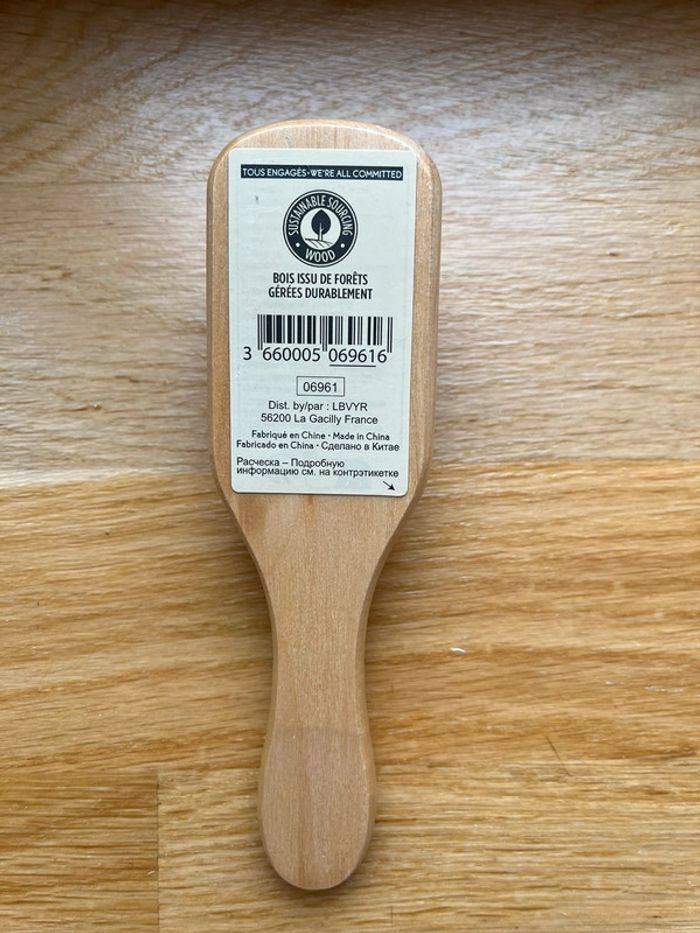 TOUS ENGAGÉS•WE'RE ALL COMMITTED
SUSTAINABLE SOURCING
• WOOD •
BOIS ISSU DE FORÊTS
GÉRÉES DURABLEMENT
3 660005 069616
06961
Dist. by/par : LBVYR
56200 La Gacilly France
Fabriqué en Chine • Made in China
Fabricado en China • Сделано в Китае
Расческа – Подробную
информацию см. на контрэтикетке